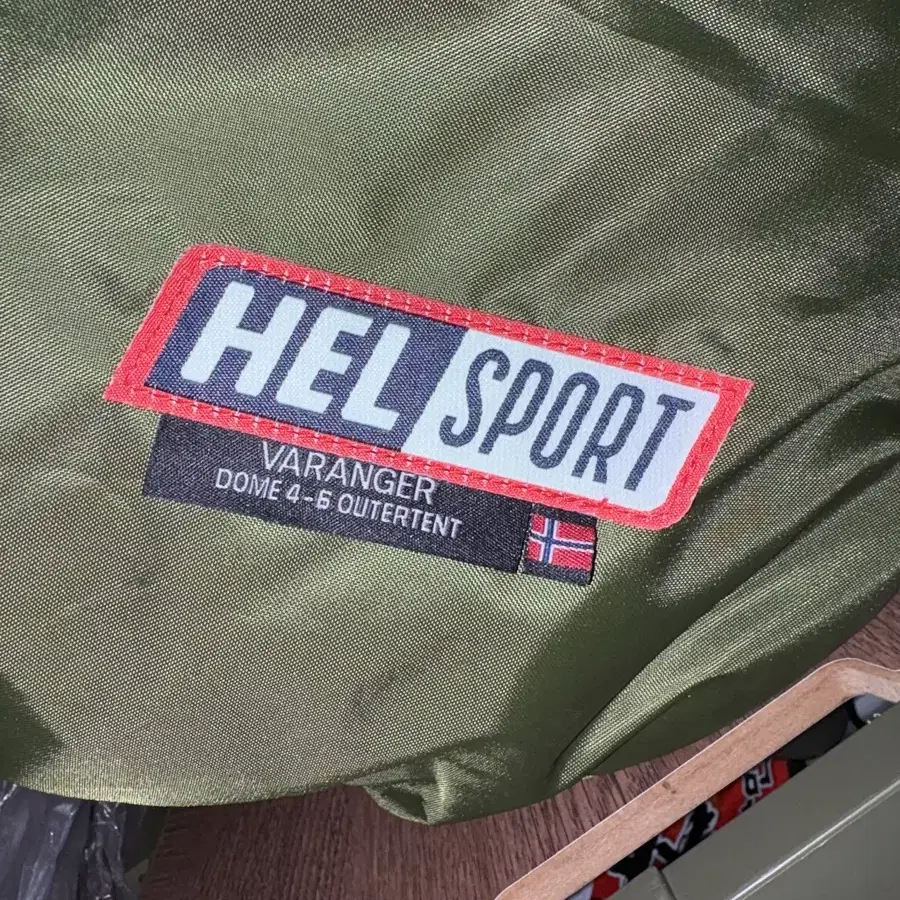 HEL SPORT
VARANGER
DOME 4-6 OUTERTENT